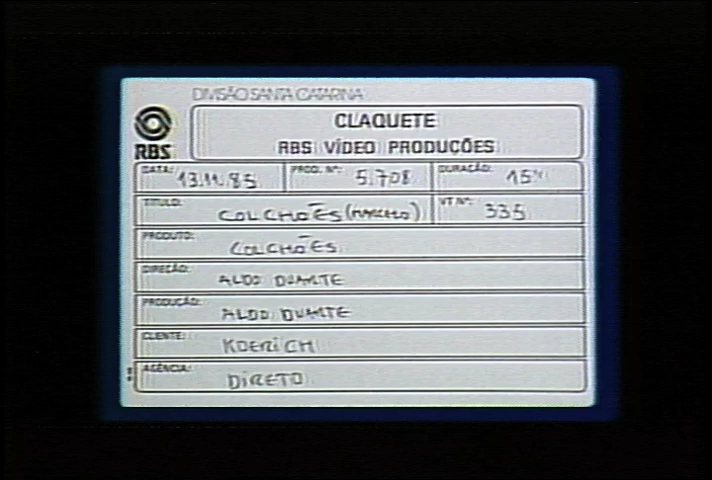 DIVISÃO SANTA CATARINA
CLAQUETE
RBS VÍDEO PRODUÇÕES
RBS
DATA: 13.11.85 PROD. Nº: 5.708 DURAÇÃO: 15"
TÍTULO: COLCHÕES VT Nº: 335
PRODUTO: COLCHÕES
DIREÇÃO: ALDO DUARTE
PRODUÇÃO: ALDO DUARTE
CLIENTE: KOERICH
AGÊNCIA: DIRETO